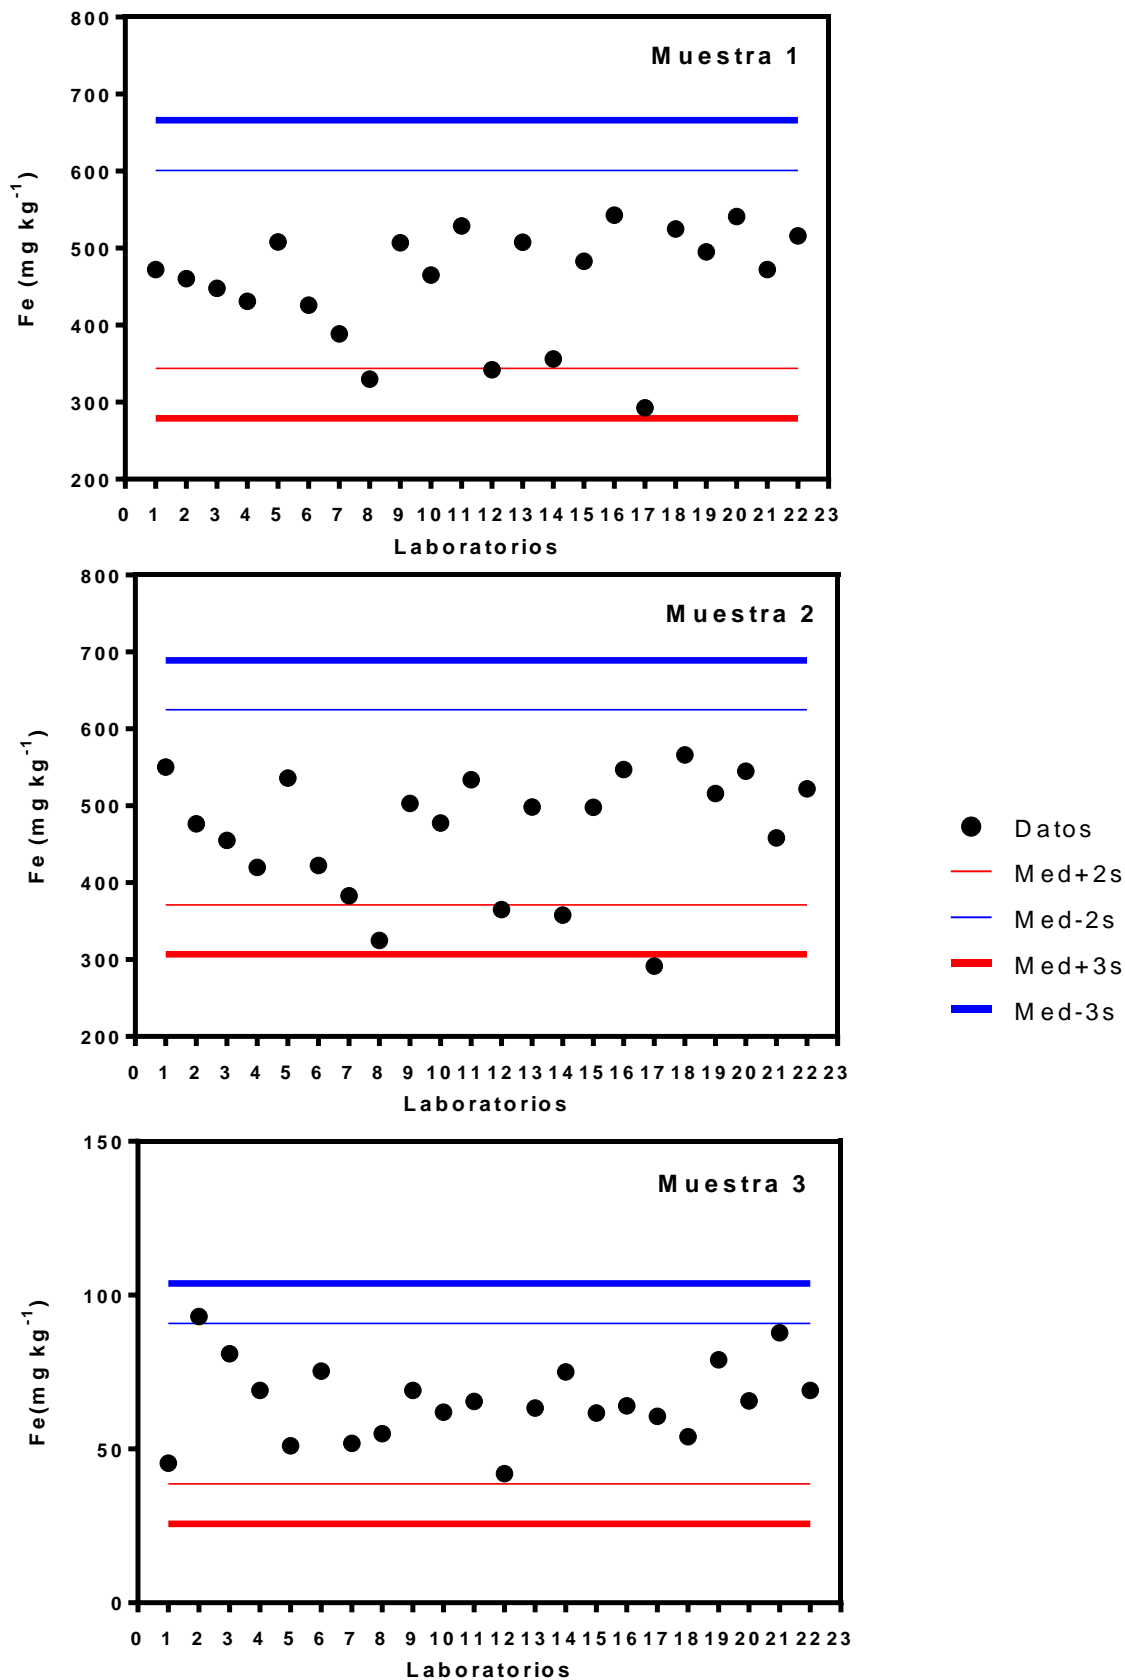 Muestra 1
800
700
600
500
400
300
200
Fe (mg kg⁻¹)
0 1 2 3 4 5 6 7 8 9 10 11 12 13 14 15 16 17 18 19 20 21 22 23
Laboratorios
Muestra 2
800
700
600
500
400
300
200
Fe (mg kg⁻¹)
0 1 2 3 4 5 6 7 8 9 10 11 12 13 14 15 16 17 18 19 20 21 22 23
Laboratorios
Datos
Med+2s
Med-2s
Med+3s
Med-3s
Muestra 3
150
100
50
0
Fe(mg kg⁻¹)
0 1 2 3 4 5 6 7 8 9 10 11 12 13 14 15 16 17 18 19 20 21 22 23
Laboratorios